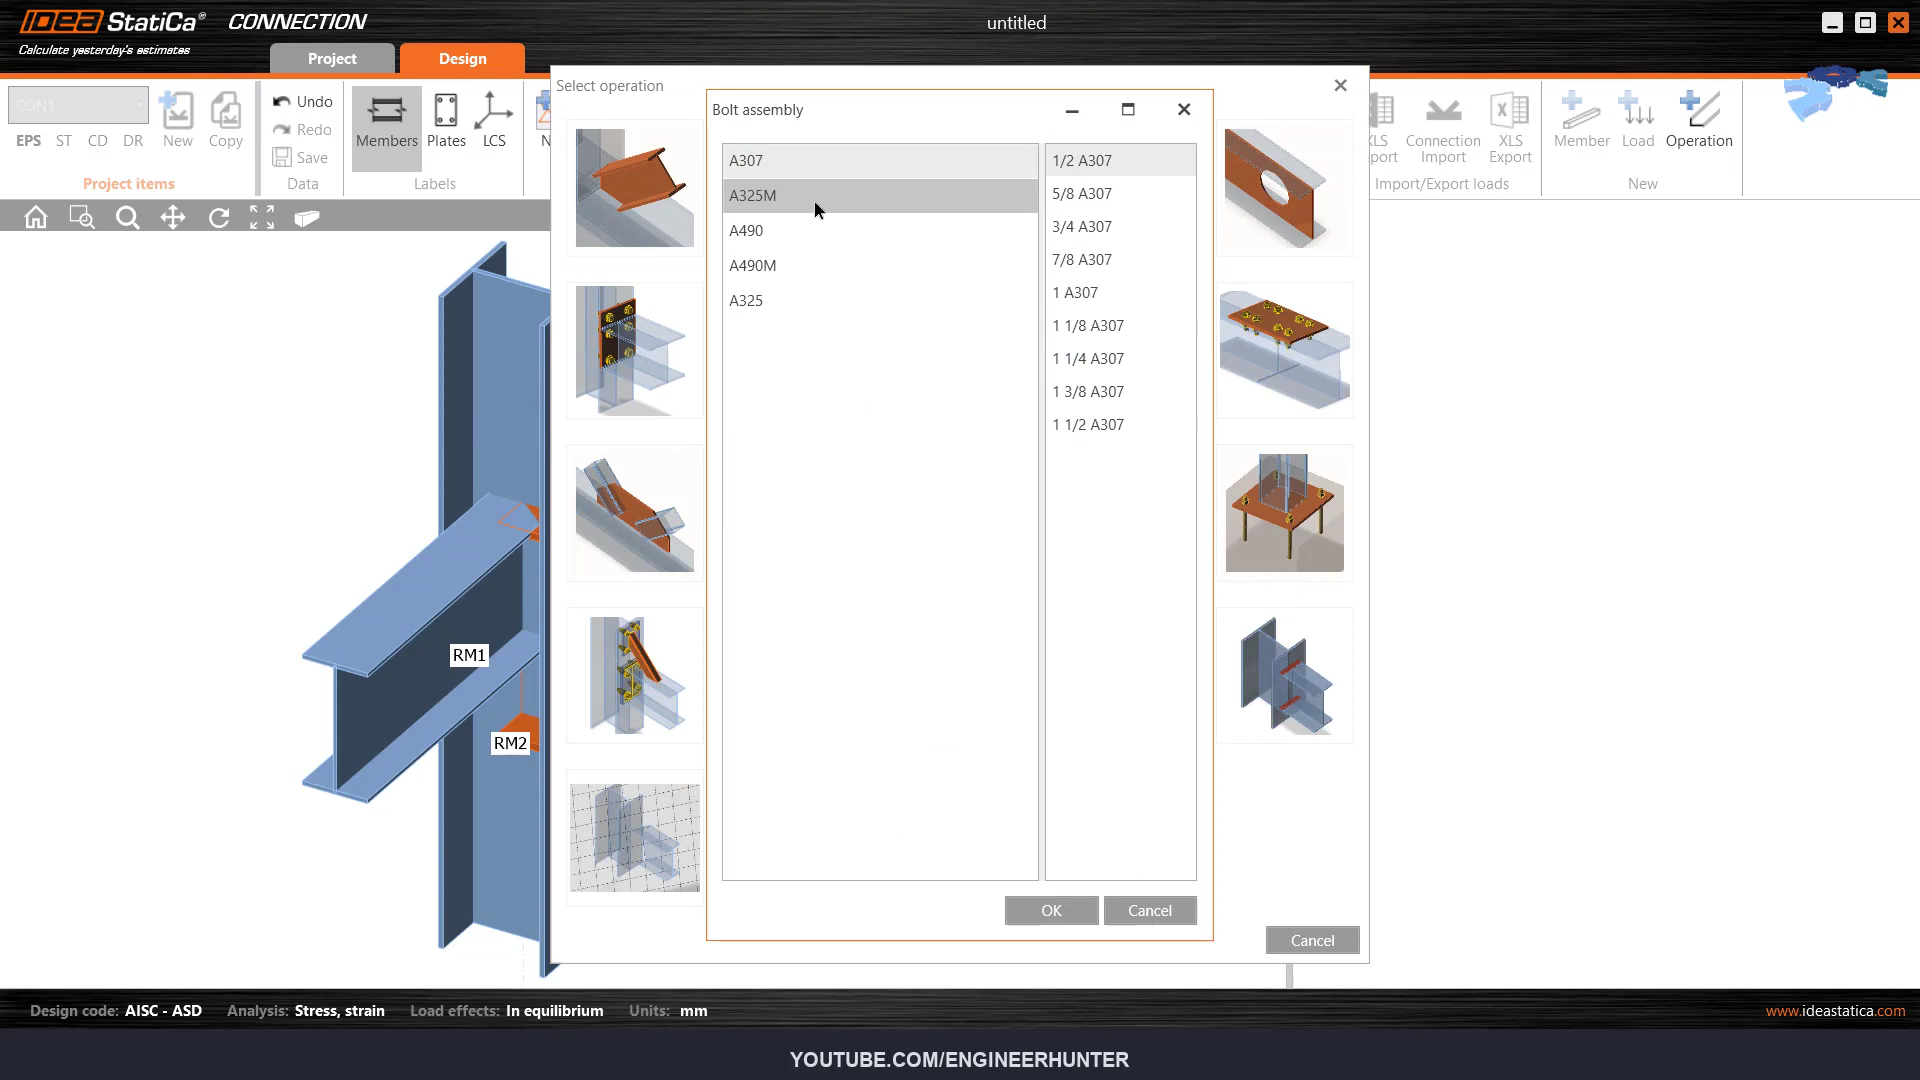 IDEA StatiCa® CONNECTION
Calculate yesterday's estimates
untitled
Project
Design
CON1
EPS ST CD DR
New
Copy
Project items
Undo
Redo
Save
Data
Members
Plates
LCS
Labels
N
Select operation
Bolt assembly
A307
A325M
A490
A490M
A325
1/2 A307
5/8 A307
3/4 A307
7/8 A307
1 A307
1 1/8 A307
1 1/4 A307
1 3/8 A307
1 1/2 A307
OK
Cancel
Cancel
XLS
port
Connection
Import
XLS
Export
Import/Export loads
Member
Load
Operation
New
RM1
RM2
Design code: AISC - ASD Analysis: Stress, strain Load effects: In equilibrium Units: mm
www.ideastatica.com
YOUTUBE.COM/ENGINEERHUNTER